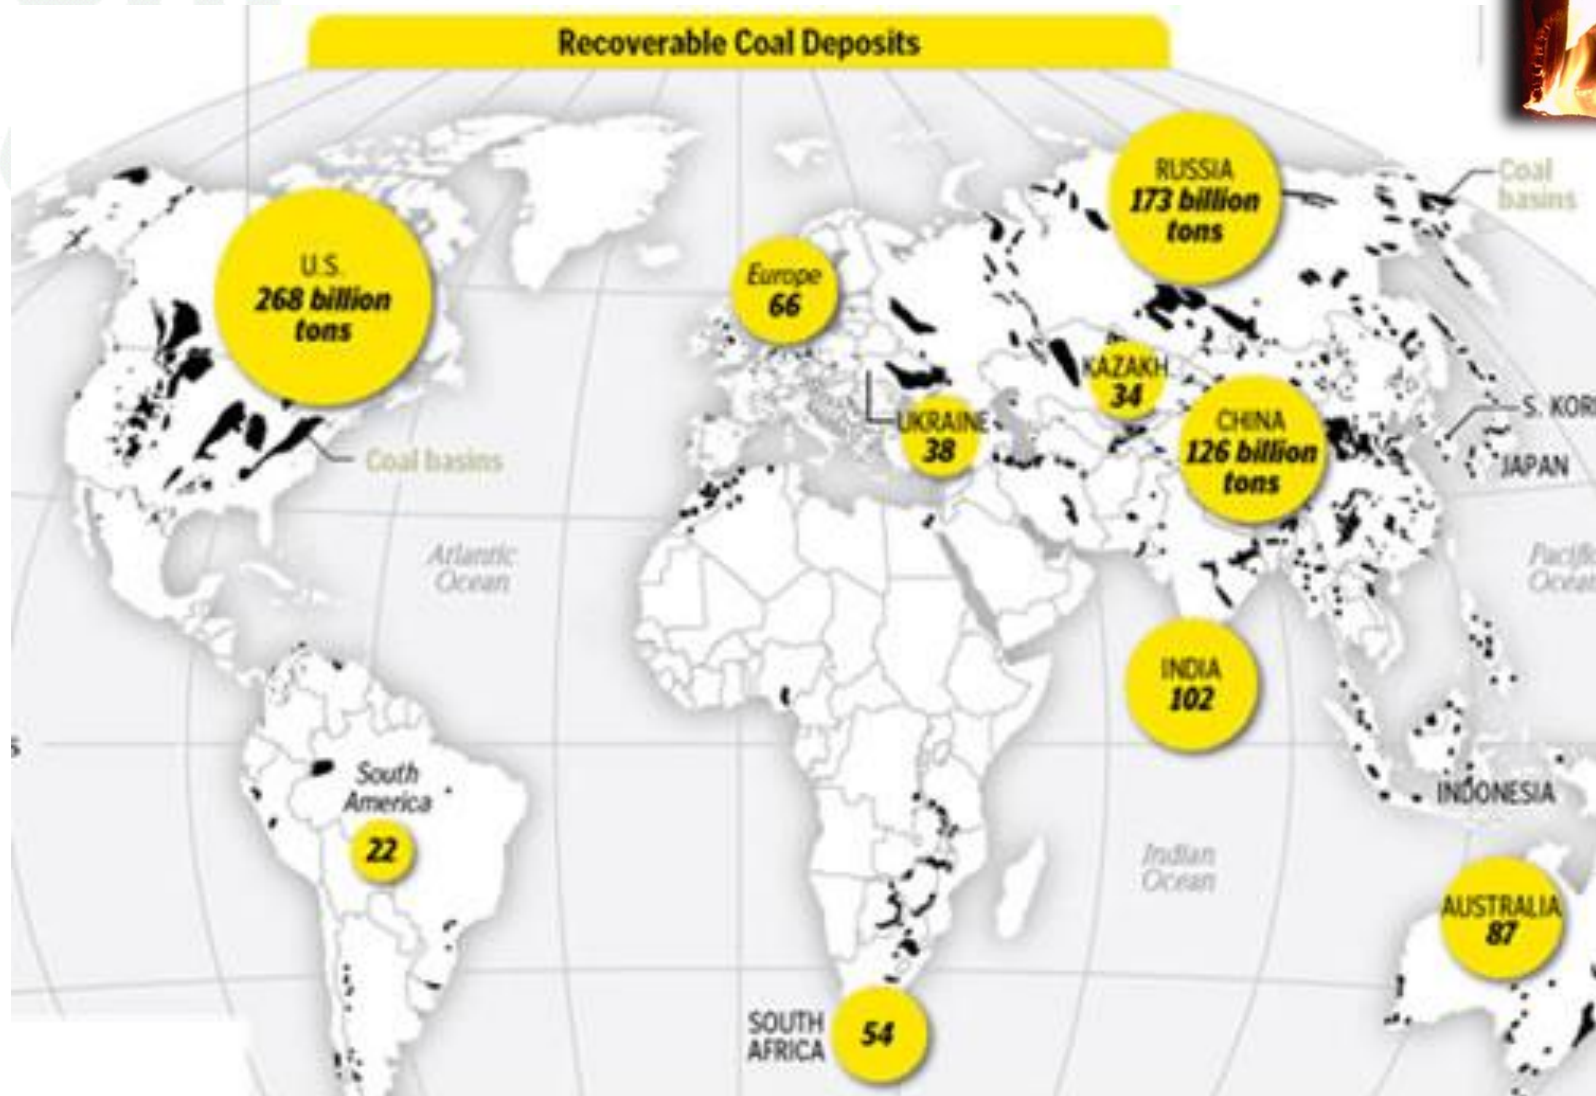 Recoverable Coal Deposits
RUSSIA
173 billion
tons
Coal
basins
U.S.
268 billion
tons
Europe
66
KAZAKH
34
UKRAINE
38
CHINA
126 billion
tons
S. KOR
JAPAN
Coal basins
Atlantic
Ocean
Pacific
Ocean
INDIA
102
s
South
America
22
INDONESIA
Indian
Ocean
AUSTRALIA
87
SOUTH
AFRICA
54